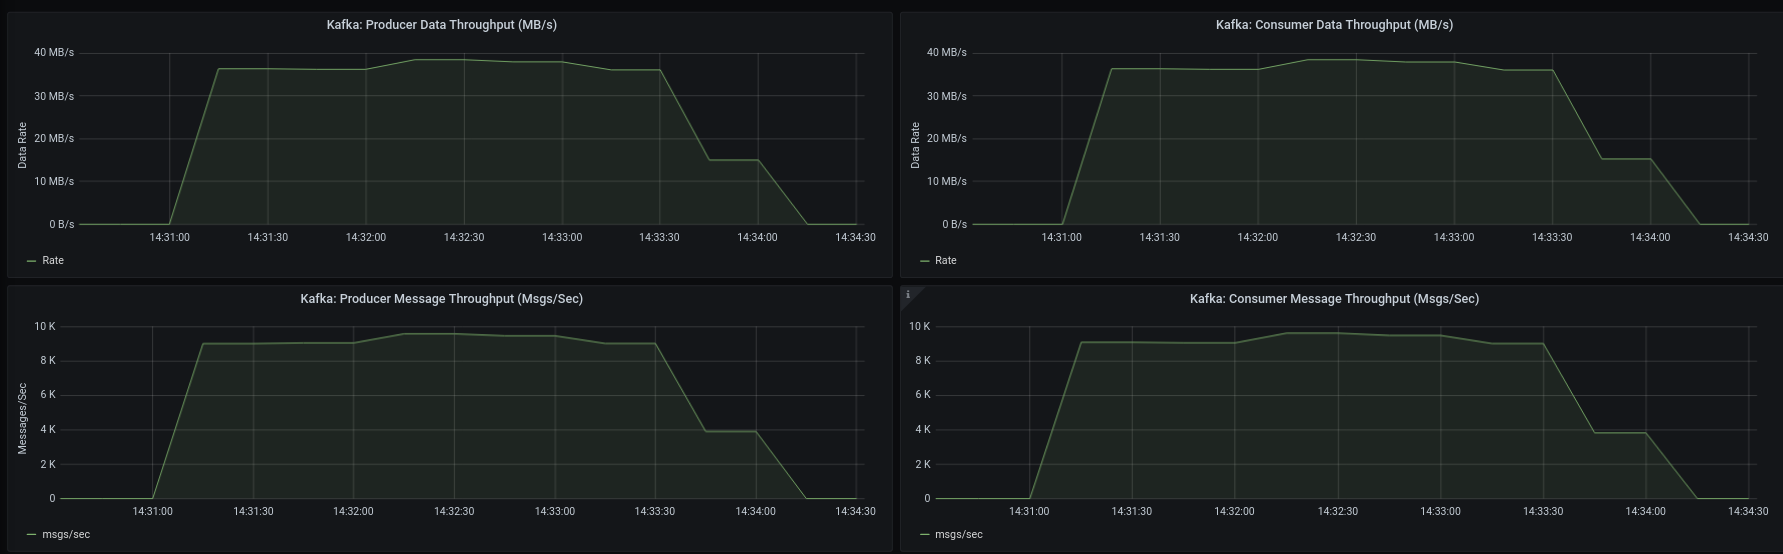 Kafka: Producer Data Throughput (MB/s)
40 MB/s
30 MB/s
20 MB/s
10 MB/s
0 B/s
Data Rate
14:31:00 14:31:30 14:32:00 14:32:30 14:33:00 14:33:30 14:34:00 14:34:30
Rate
Kafka: Consumer Data Throughput (MB/s)
40 MB/s
30 MB/s
20 MB/s
10 MB/s
0 B/s
Data Rate
14:31:00 14:31:30 14:32:00 14:32:30 14:33:00 14:33:30 14:34:00 14:34:30
Rate
Kafka: Producer Message Throughput (Msgs/Sec)
10 K
8 K
6 K
4 K
2 K
0
Messages/Sec
14:31:00 14:31:30 14:32:00 14:32:30 14:33:00 14:33:30 14:34:00 14:34:30
msgs/sec
i
Kafka: Consumer Message Throughput (Msgs/Sec)
10 K
8 K
6 K
4 K
2 K
0
14:31:00 14:31:30 14:32:00 14:32:30 14:33:00 14:33:30 14:34:00 14:34:30
msgs/sec